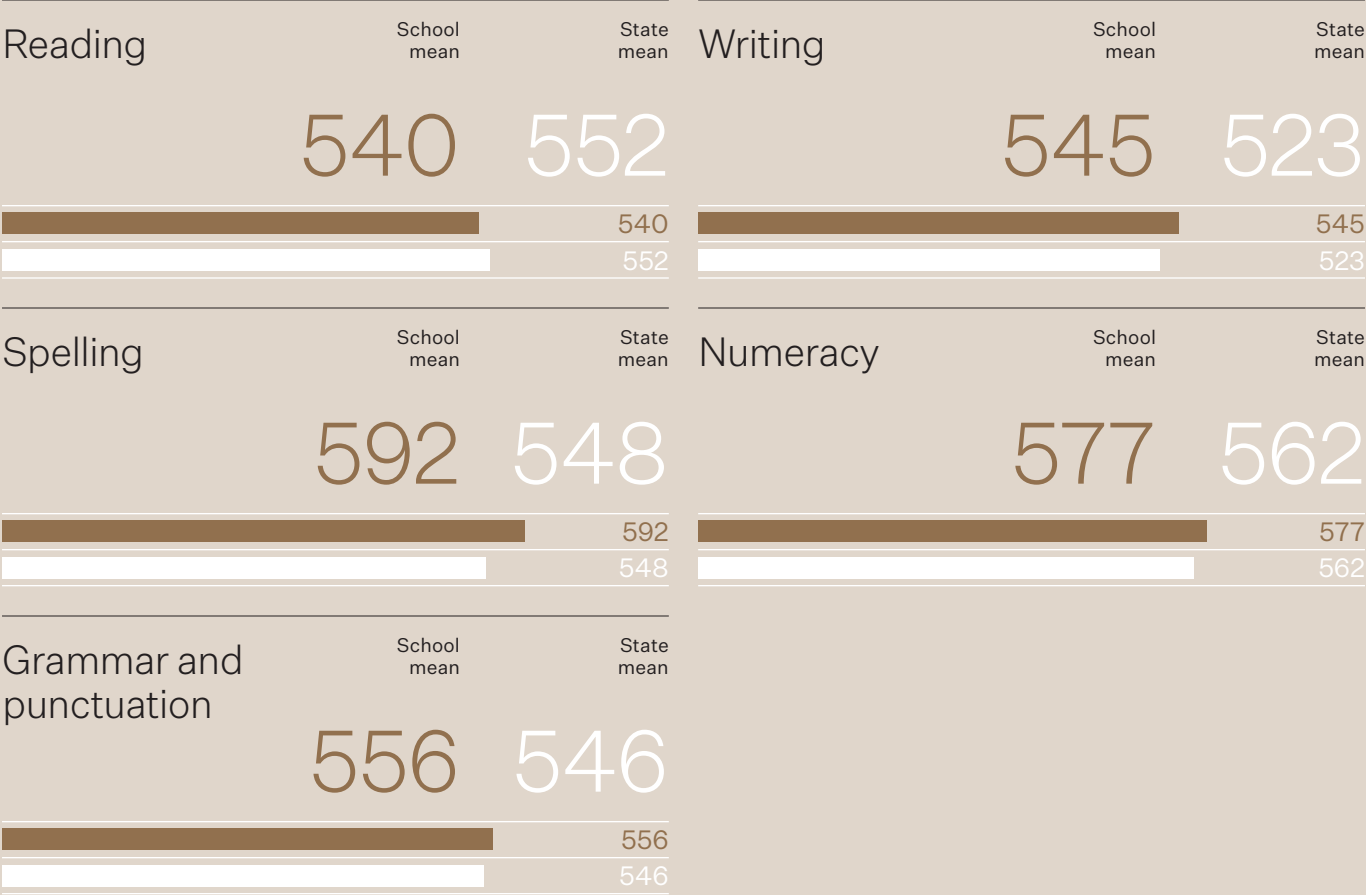 Reading
School
mean
State
mean
540
552
540
552
Writing
School
mean
State
mean
545
523
545
523
Spelling
School
mean
State
mean
592
548
592
548
Numeracy
School
mean
State
mean
577
562
577
562
Grammar and
punctuation
School
mean
State
mean
556
546
556
546